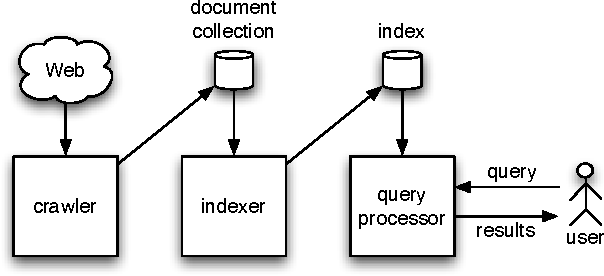 document
collection
index
Web
crawler
indexer
query
processor
query
results
user